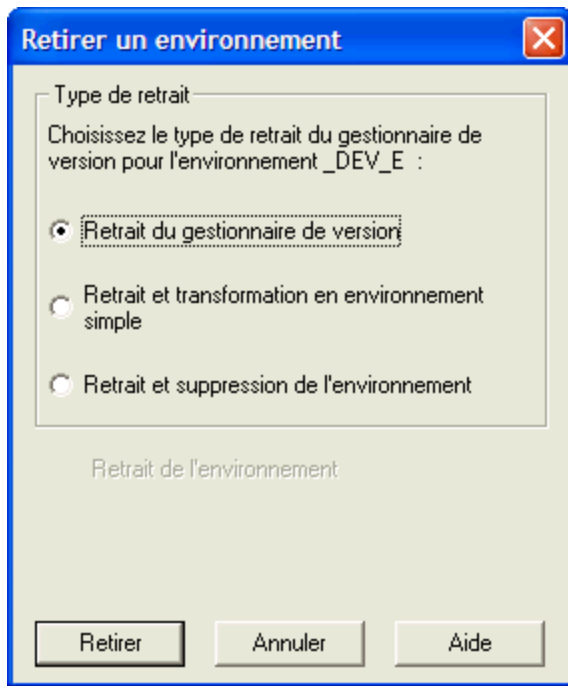 Retirer un environnement
Type de retrait
Choisissez le type de retrait du gestionnaire de
version pour l'environnement _DEV_E :
Retrait du gestionnaire de version
Retrait et transformation en environnement
simple
Retrait et suppression de l'environnement
Retrait de l'environnement
Retirer Annuler Aide